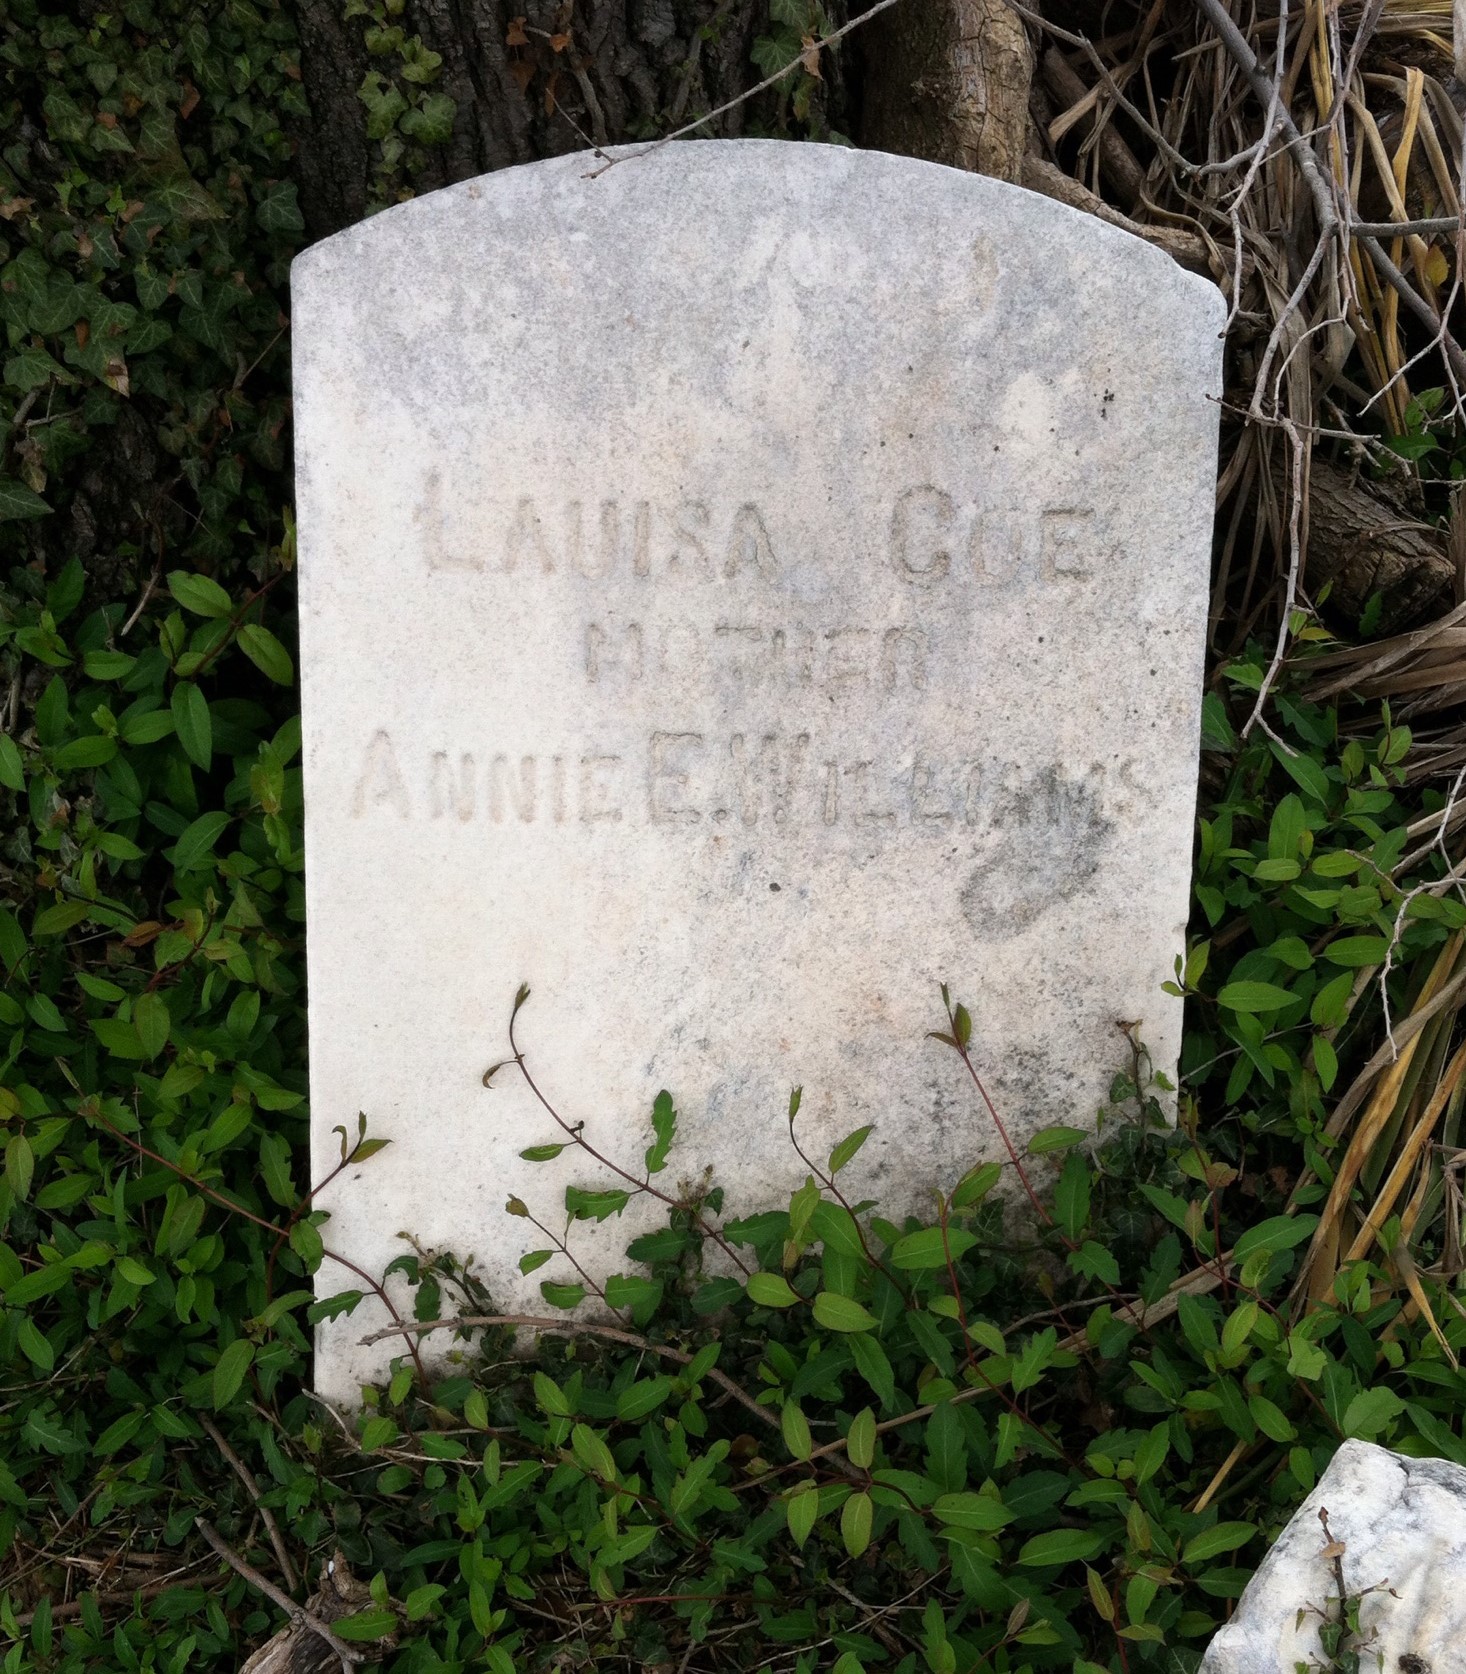 LAUISA COE
MOTHER
ANNIE E. WILLIAMS